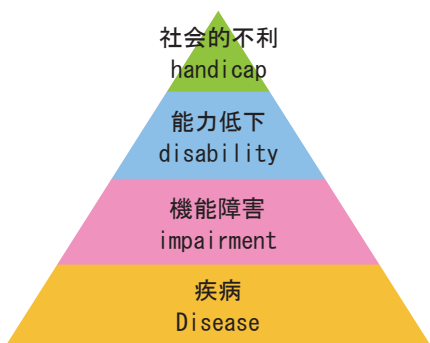 社会的不利
handicap
能力低下
disability
機能障害
impairment
疾病
Disease